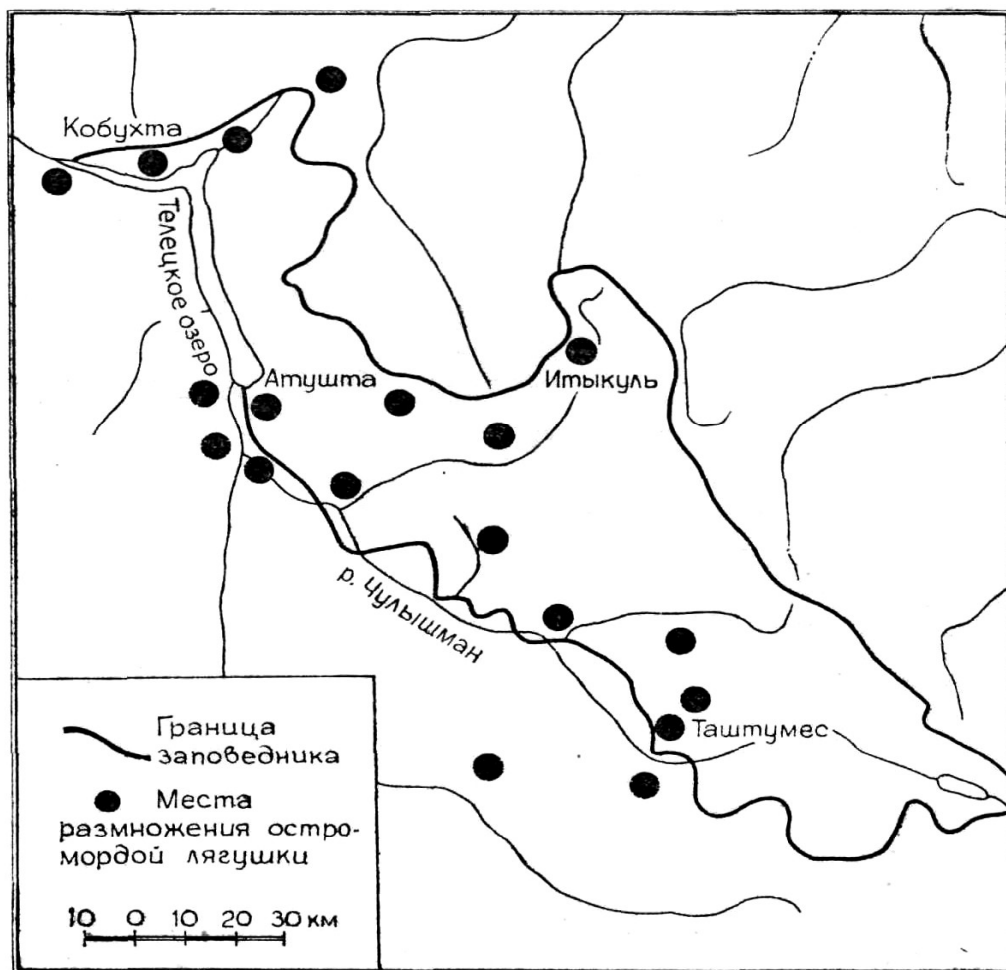 Кобухта
Телецкое озеро
Атушта
Итыкуль
р. Чулышман
Таштумес
Граница
заповедника
Места
размножения остро-
мордой лягушки
10 0 10 20 30 км